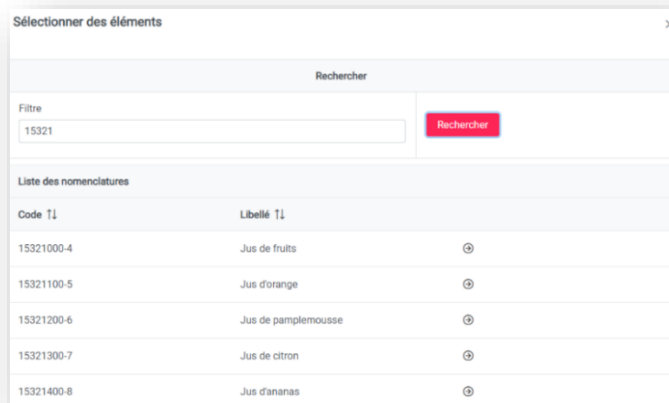 Sélectionner des éléments
Rechercher
Filtre
15321
Rechercher
Liste des nomenclatures
Code Libellé
15321000-4 Jus de fruits
15321100-5 Jus d'orange
15321200-6 Jus de pamplemousse
15321300-7 Jus de citron
15321400-8 Jus d'ananas